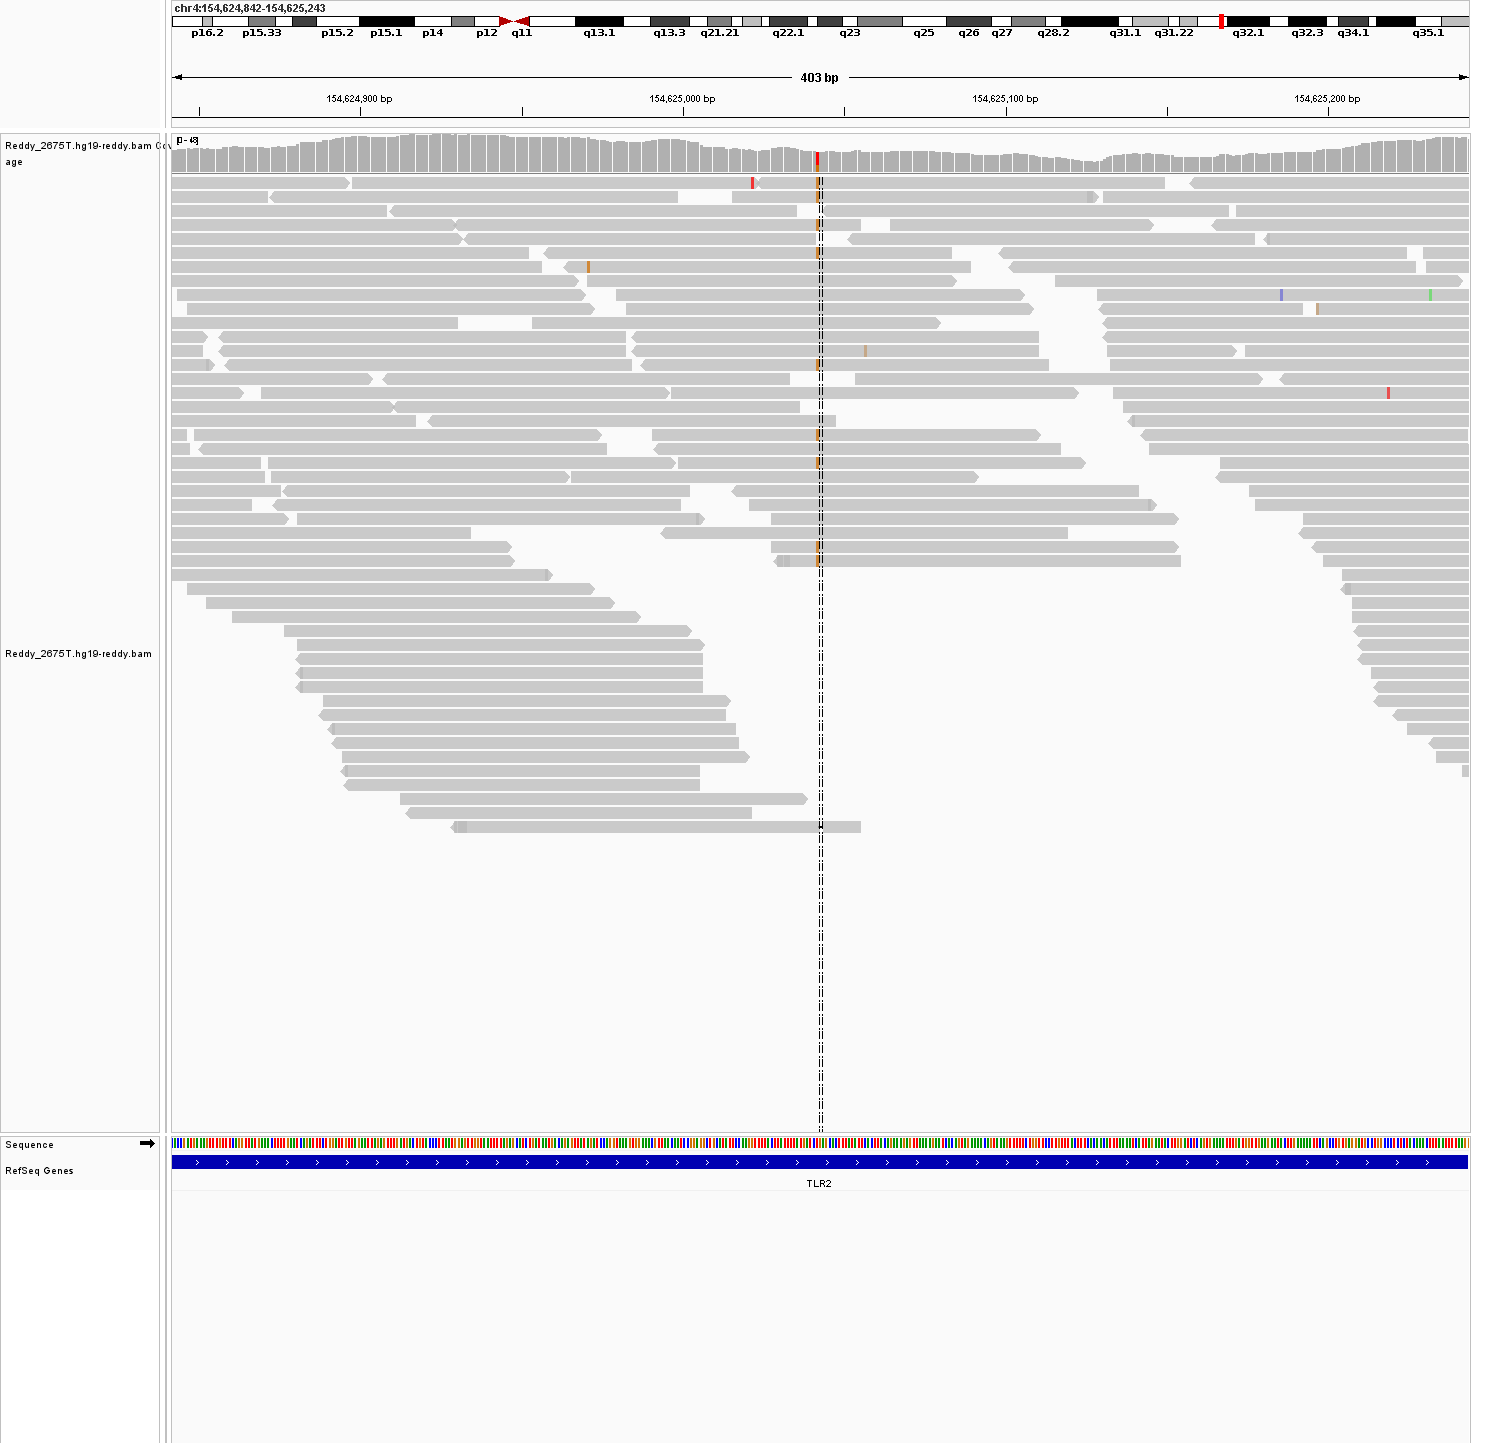 chr4:154,624,842-154,625,243
p16.2 p15.33 p15.2 p15.1 p14 p12 q11 q13.1 q13.3 q21.21 q22.1 q23 q25 q26 q27 q28.2 q31.1 q31.22 q32.1 q32.3 q34.1 q35.1
403 bp
154,624,900 bp 154,625,000 bp 154,625,100 bp 154,625,200 bp
Reddy_2675T.hg19-reddy.bam Cov
age
[0 - 48]
Reddy_2675T.hg19-reddy.bam
Sequence
RefSeq Genes
TLR2